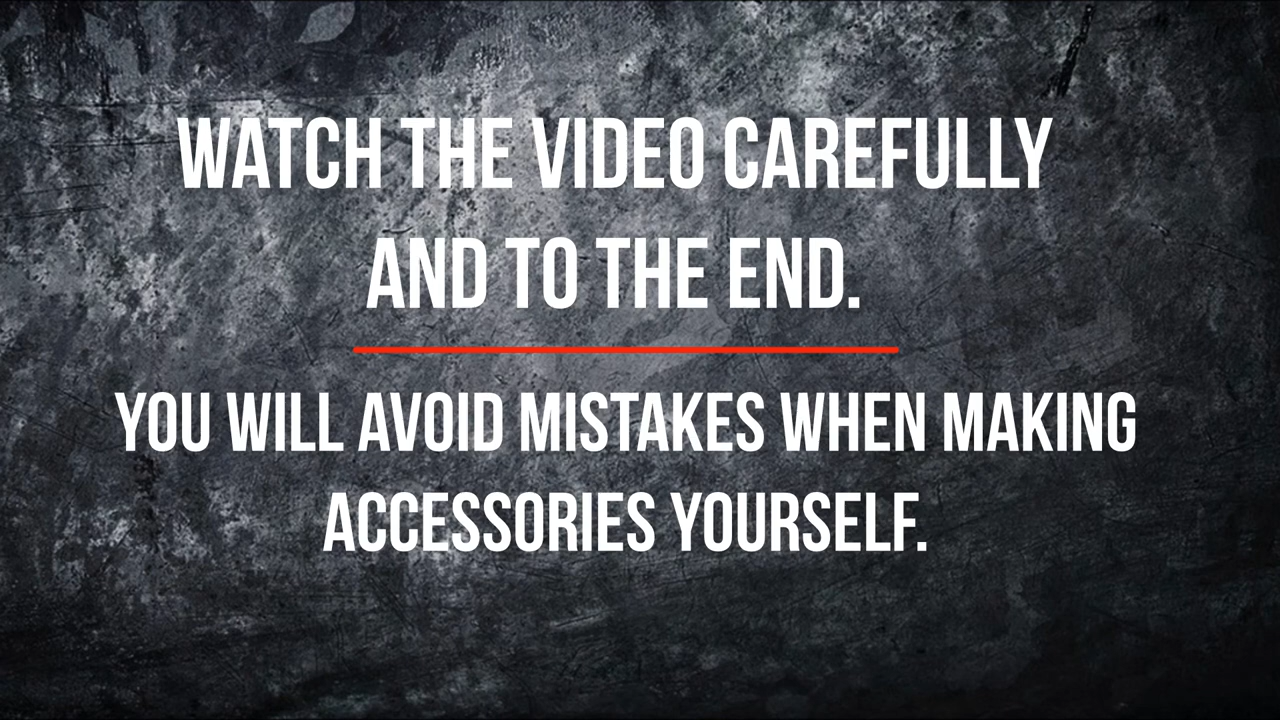 WATCH THE VIDEO CAREFULLY
AND TO THE END.
YOU WILL AVOID MISTAKES WHEN MAKING
ACCESSORIES YOURSELF.